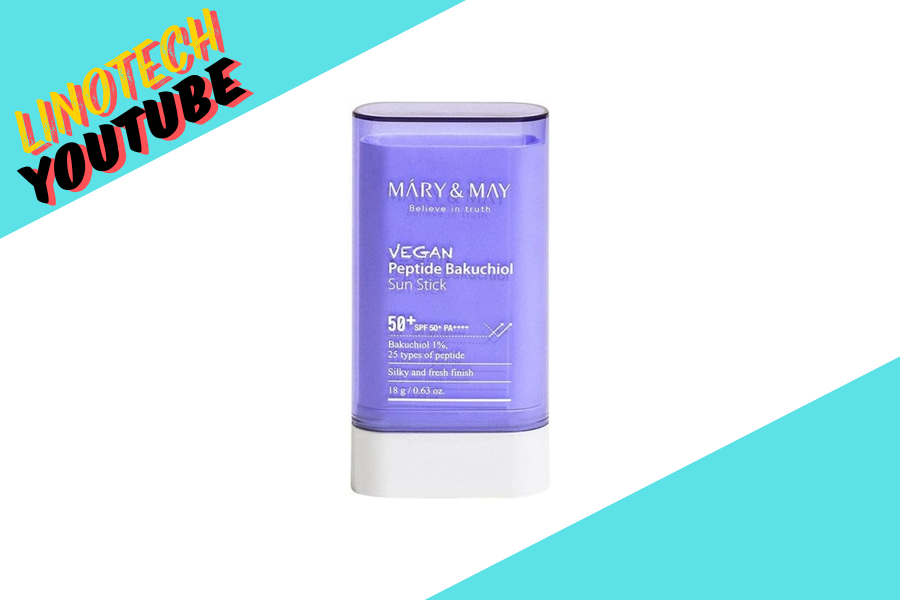 LINOTECH
YOUTUBE
MÁRY & MAY
Believe in truth
VEGAN
Peptide Bakuchiol
Sun Stick
50+ SPF 50+ PA++++
Bakuchiol 1%,
25 types of peptide
Silky and fresh finish
18 g / 0.63 oz.